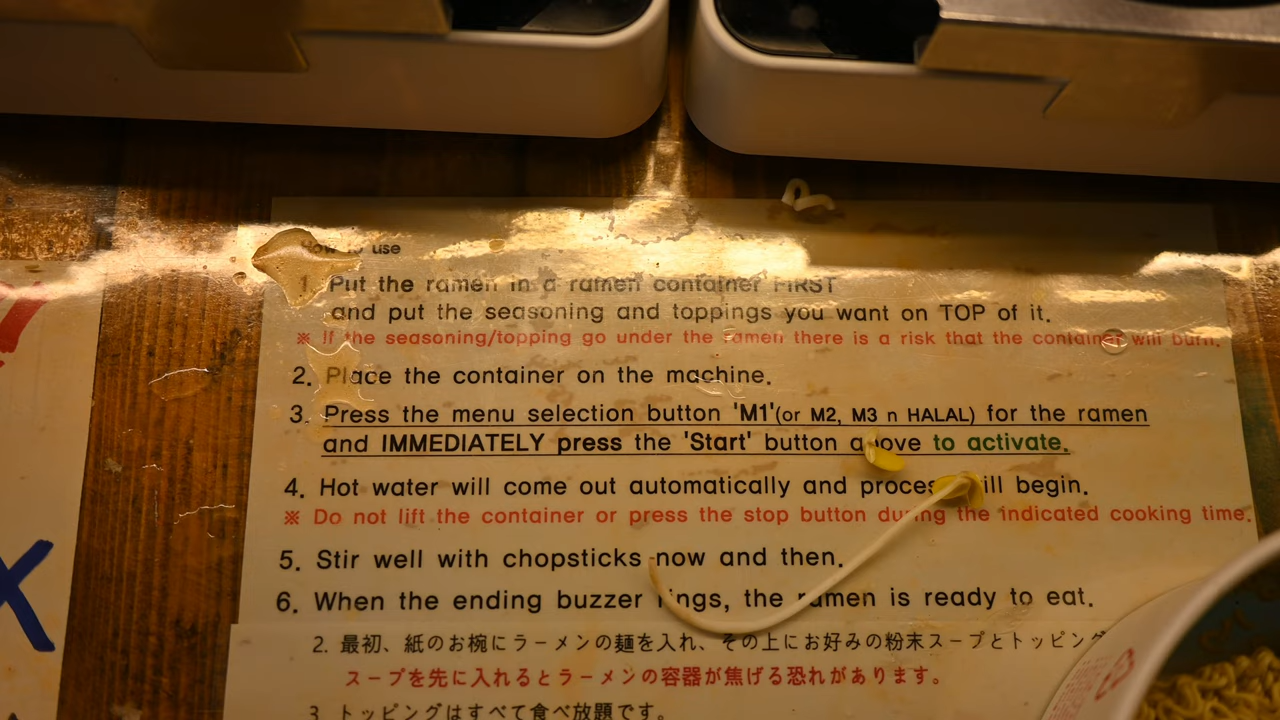 How to use
1. Put the ramen in a ramen container FIRST
and put the seasoning and toppings you want on TOP of it.
※ If the seasoning/topping go under the ramen there is a risk that the container will burn.
2. Place the container on the machine.
3. Press the menu selection button 'M1'(or M2, M3 n HALAL) for the ramen
and IMMEDIATELY press the 'Start' button above to activate.
4. Hot water will come out automatically and process will begin.
※ Do not lift the container or press the stop button during the indicated cooking time.
5. Stir well with chopsticks now and then.
6. When the ending buzzer rings, the ramen is ready to eat.
2. 最初、紙のお椀にラーメンの麺を入れ、その上にお好みの粉末スープとトッピング
スープを先に入れるとラーメンの容器が焦げる恐れがあります。
3. トッピングはすべて食べ放題です。